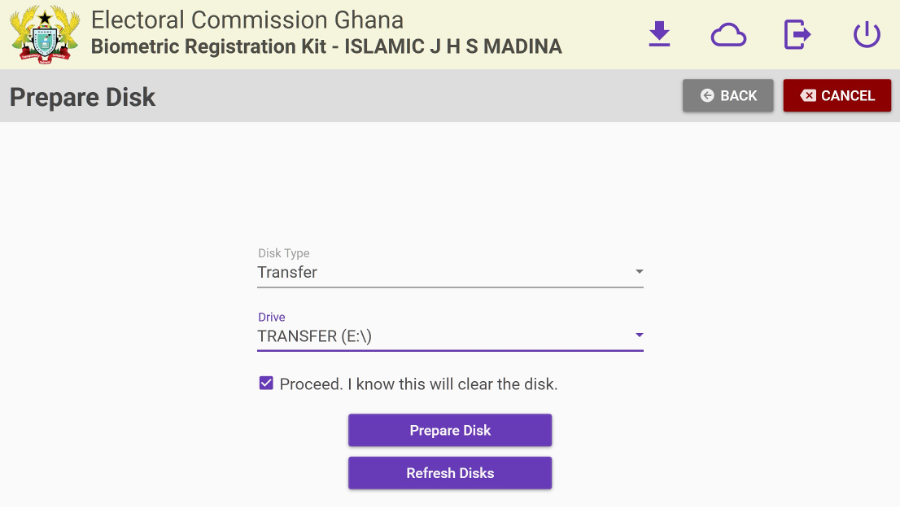 Electoral Commission Ghana
Biometric Registration Kit - ISLAMIC J H S MADINA
Prepare Disk
BACK
CANCEL
Disk Type
Transfer
Drive
TRANSFER (E:\)
Proceed. I know this will clear the disk.
Prepare Disk
Refresh Disks